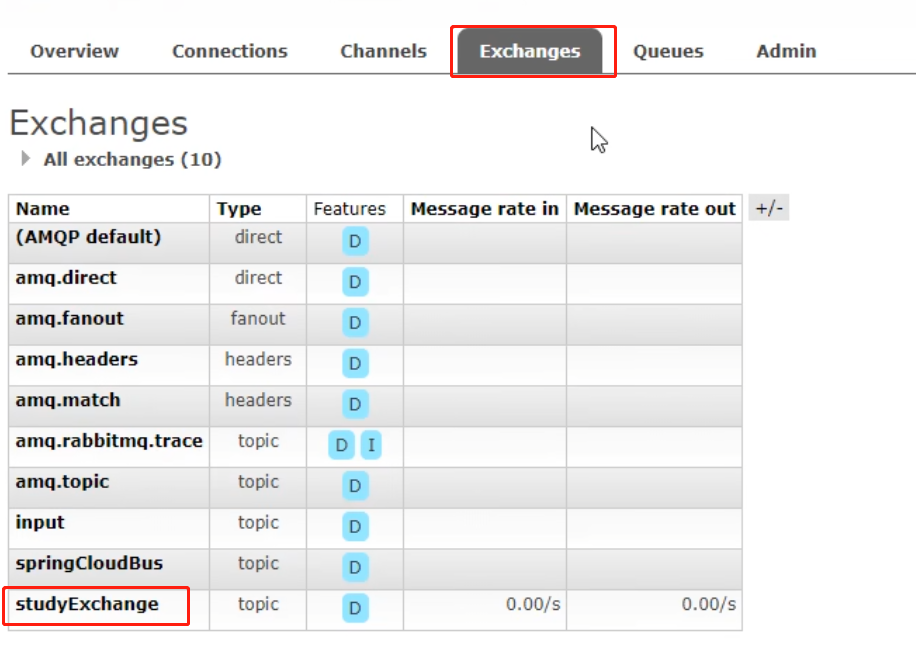 Overview Connections Channels Exchanges Queues Admin
Exchanges
All exchanges (10)
Name Type Features Message rate in Message rate out +/-
(AMQP default) direct D
amq.direct direct D
amq.fanout fanout D
amq.headers headers D
amq.match headers D
amq.rabbitmq.trace topic D I
amq.topic topic D
input topic D
springCloudBus topic D
studyExchange topic D 0.00/s 0.00/s